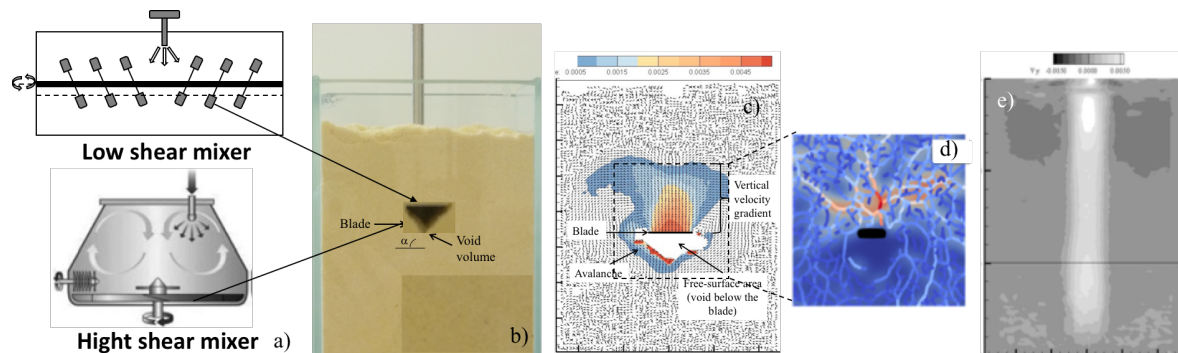 Low shear mixer
Hight shear mixer
a)
Blade
α
Void
volume
b)
e: 0.0005 0.0015 0.0025 0.0035 0.0045
c)
Vertical
velocity
gradient
Blade
Avalanche
Free-surface area
(void below the
blade)
d)
∇ y
-0.0030 0.0000 0.0030
e)